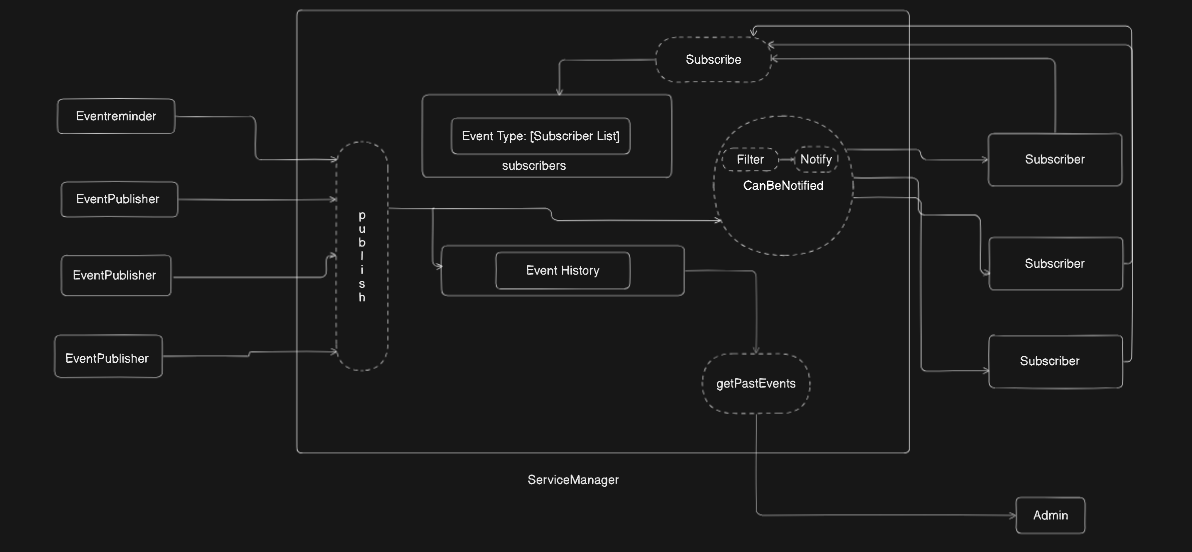 Subscribe
Eventreminder
Event Type: [Subscriber List]
subscribers
Filter
Notify
CanBeNotified
Subscriber
EventPublisher
publish
EventPublisher
Event History
Subscriber
EventPublisher
getPastEvents
Subscriber
ServiceManager
Admin